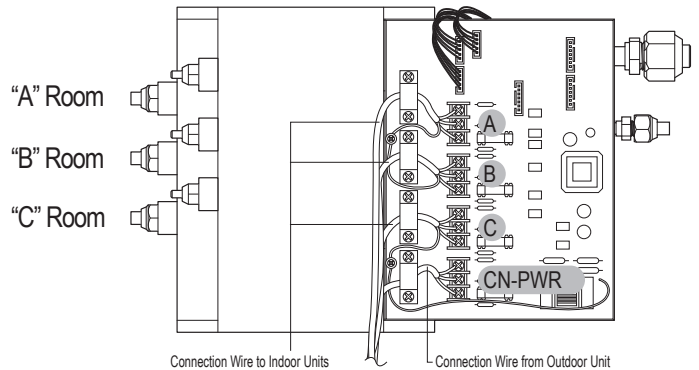 “A” Room
“B” Room
“C” Room
A
B
C
CN-PWR
Connection Wire to Indoor Units
Connection Wire from Outdoor Unit